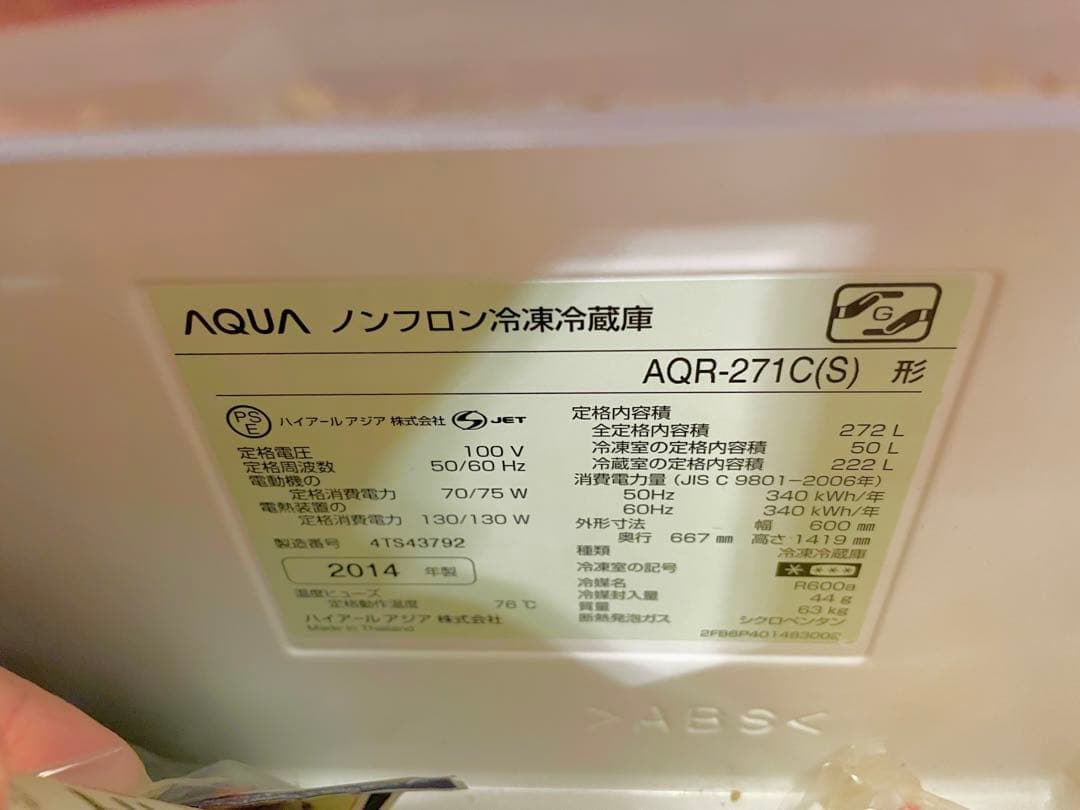 AQUA ノンフロン冷凍冷蔵庫
G
AQR-271C(S) 形
PSE ハイアールアジア 株式会社 JET
定格電圧 100 V
定格周波数 50/60 Hz
電動機の
定格消費電力 70/75 W
電熱装置の
定格消費電力 130/130 W
製造番号 4TS43792
2014 年製
温度ヒューズ
定格動作温度 76 ℃
ハイアールアジア 株式会社
Made in Thailand
定格内容積
全定格内容積 272 L
冷凍室の定格内容積 50 L
冷蔵室の定格内容積 222 L
消費電力量 (JIS C 9801-2006年)
50Hz 340 kWh/年
60Hz 340 kWh/年
外形寸法 幅 600 mm
奥行 667 mm 高さ 1419 mm
種類 冷凍冷蔵庫
冷凍室の記号 * ***
冷媒名 R600a
冷媒封入量 44 g
質量 63 kg
断熱発泡ガス シクロペンタン
2FB6P401483002
>ABS<